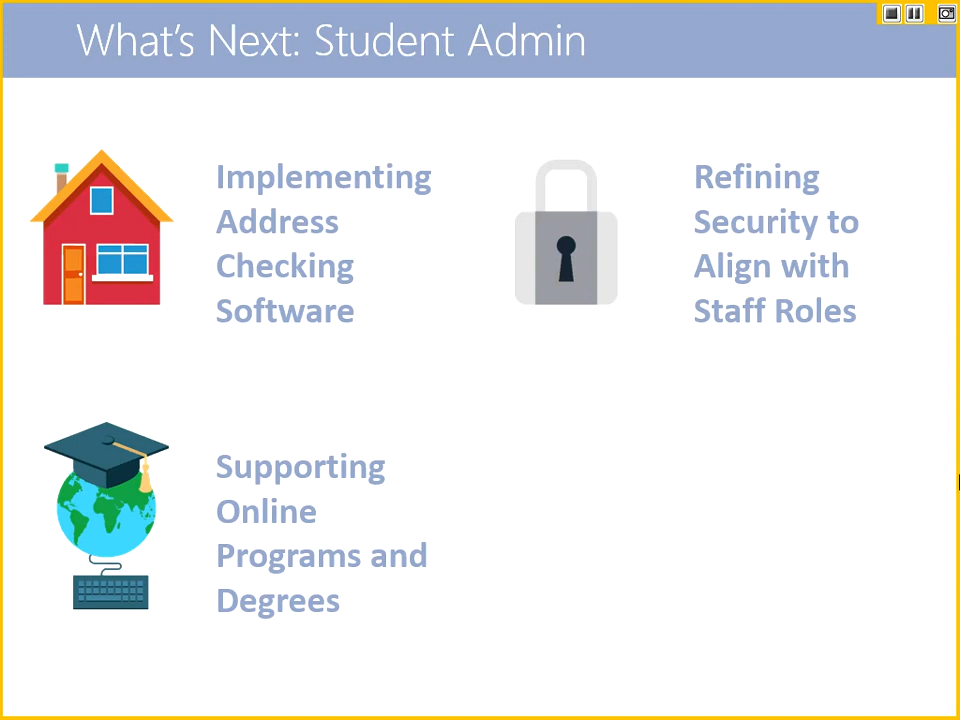 What's Next: Student Admin
Implementing
Address
Checking
Software
Refining
Security to
Align with
Staff Roles
Supporting
Online
Programs and
Degrees